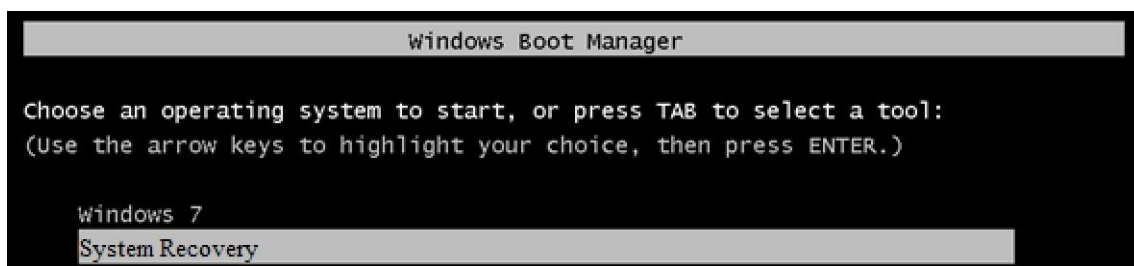 Windows Boot Manager
Choose an operating system to start, or press TAB to select a tool:
(Use the arrow keys to highlight your choice, then press ENTER.)
Windows 7
System Recovery